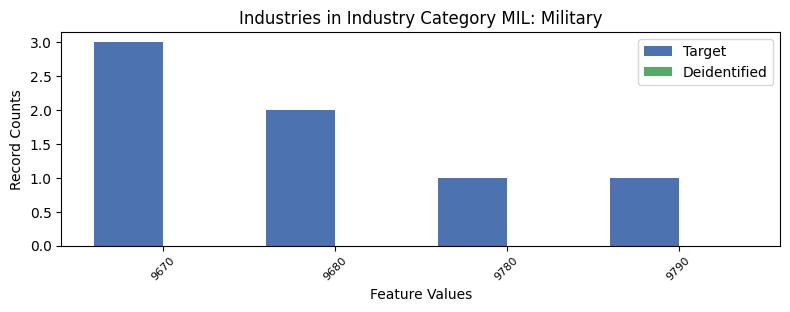 Industries in Industry Category MIL: Military
Record Counts
3.0
2.5
2.0
1.5
1.0
0.5
0.0
Target
Deidentified
9670
9680
9780
9790
Feature Values